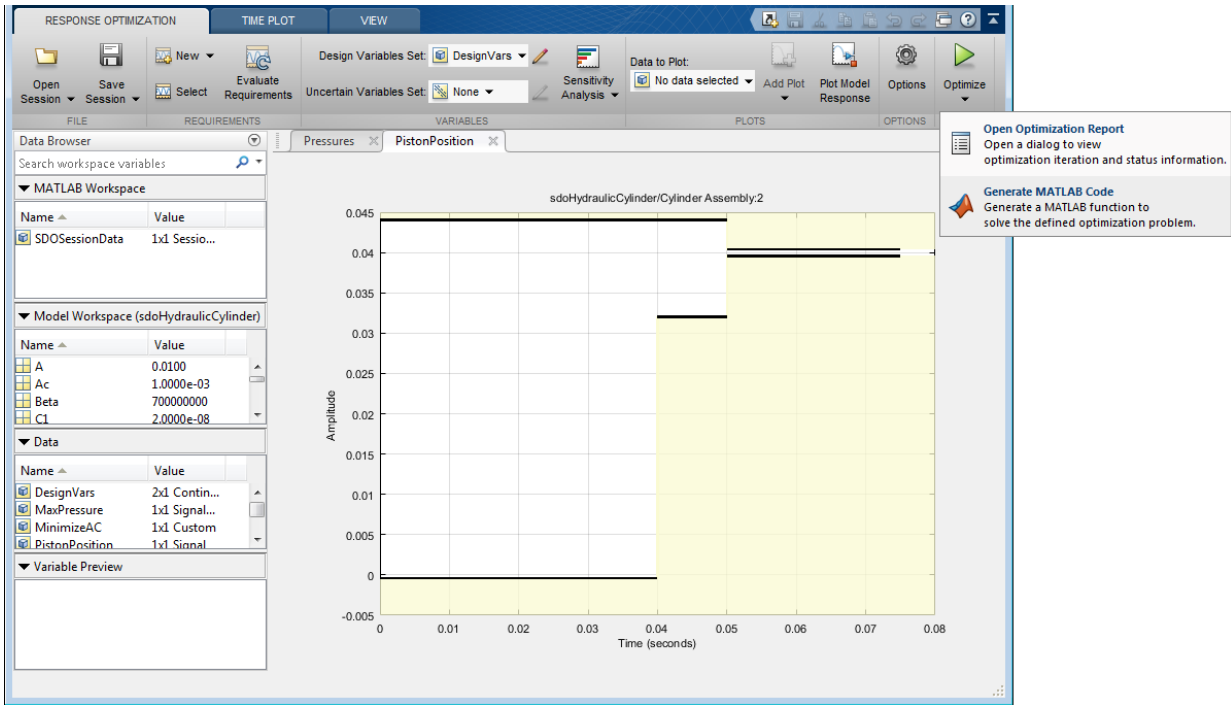 RESPONSE OPTIMIZATION TIME PLOT VIEW
Open Session
Save Session
New
Select
Evaluate Requirements
Design Variables Set: DesignVars
Uncertain Variables Set: None
Sensitivity Analysis
Data to Plot:
No data selected
Add Plot
Plot Model Response
Options
Optimize
FILE REQUIREMENTS VARIABLES PLOTS OPTIONS
Open Optimization Report
Open a dialog to view
optimization iteration and status information.
Generate MATLAB Code
Generate a MATLAB function to
solve the defined optimization problem.
Data Browser
Search workspace variables
MATLAB Workspace
Name Value
SDOSessionData 1x1 Sessio...
Model Workspace (sdoHydraulicCylinder)
Name Value
A 0.0100
Ac 1.0000e-03
Beta 700000000
C1 2.0000e-08
Data
Name Value
DesignVars 2x1 Contin...
MaxPressure 1x1 Signal...
MinimizeAC 1x1 Custom
PistonPosition 1x1 Signal
Variable Preview
Pressures PistonPosition
sdoHydraulicCylinder/Cylinder Assembly:2
0.045
0.04
0.035
0.03
0.025
0.02
0.015
0.01
0.005
0
-0.005
Amplitudo
0 0.01 0.02 0.03 0.04 0.05 0.06 0.07 0.08
Time (seconds)